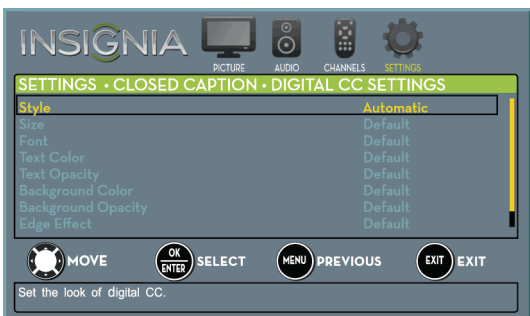 INSIGNIA
PICTURE AUDIO CHANNELS SETTINGS
SETTINGS • CLOSED CAPTION • DIGITAL CC SETTINGS
Style Automatic
Size Default
Font Default
Text Color Default
Text Opacity Default
Background Color Default
Background Opacity Default
Edge Effect Default
MOVE OK ENTER SELECT MENU PREVIOUS EXIT EXIT
Set the look of digital CC.